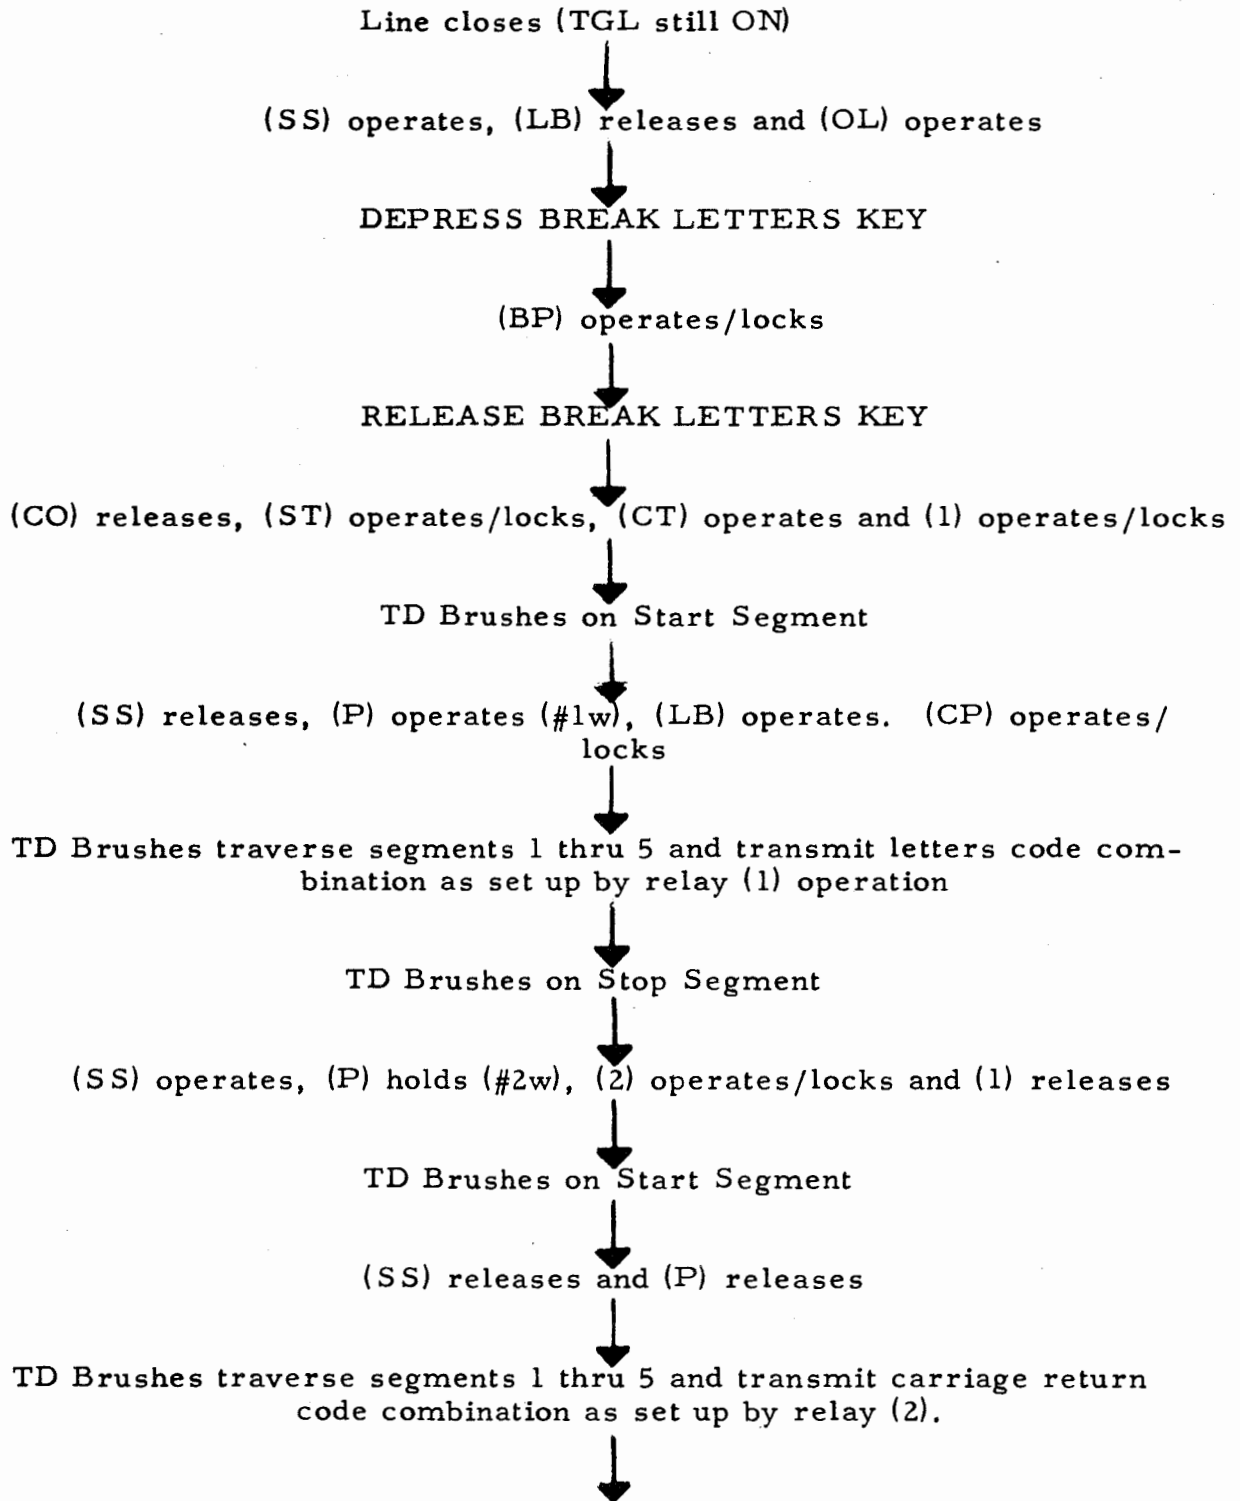 Line closes (TGL still ON)
(SS) operates, (LB) releases and (OL) operates
DEPRESS BREAK LETTERS KEY
(BP) operates/locks
RELEASE BREAK LETTERS KEY
(CO) releases, (ST) operates/locks, (CT) operates and (1) operates/locks
TD Brushes on Start Segment
(SS) releases, (P) operates (#1w), (LB) operates. (CP) operates/
locks
TD Brushes traverse segments 1 thru 5 and transmit letters code com-
bination as set up by relay (1) operation
TD Brushes on Stop Segment
(SS) operates, (P) holds (#2w), (2) operates/locks and (1) releases
TD Brushes on Start Segment
(SS) releases and (P) releases
TD Brushes traverse segments 1 thru 5 and transmit carriage return
code combination as set up by relay (2).